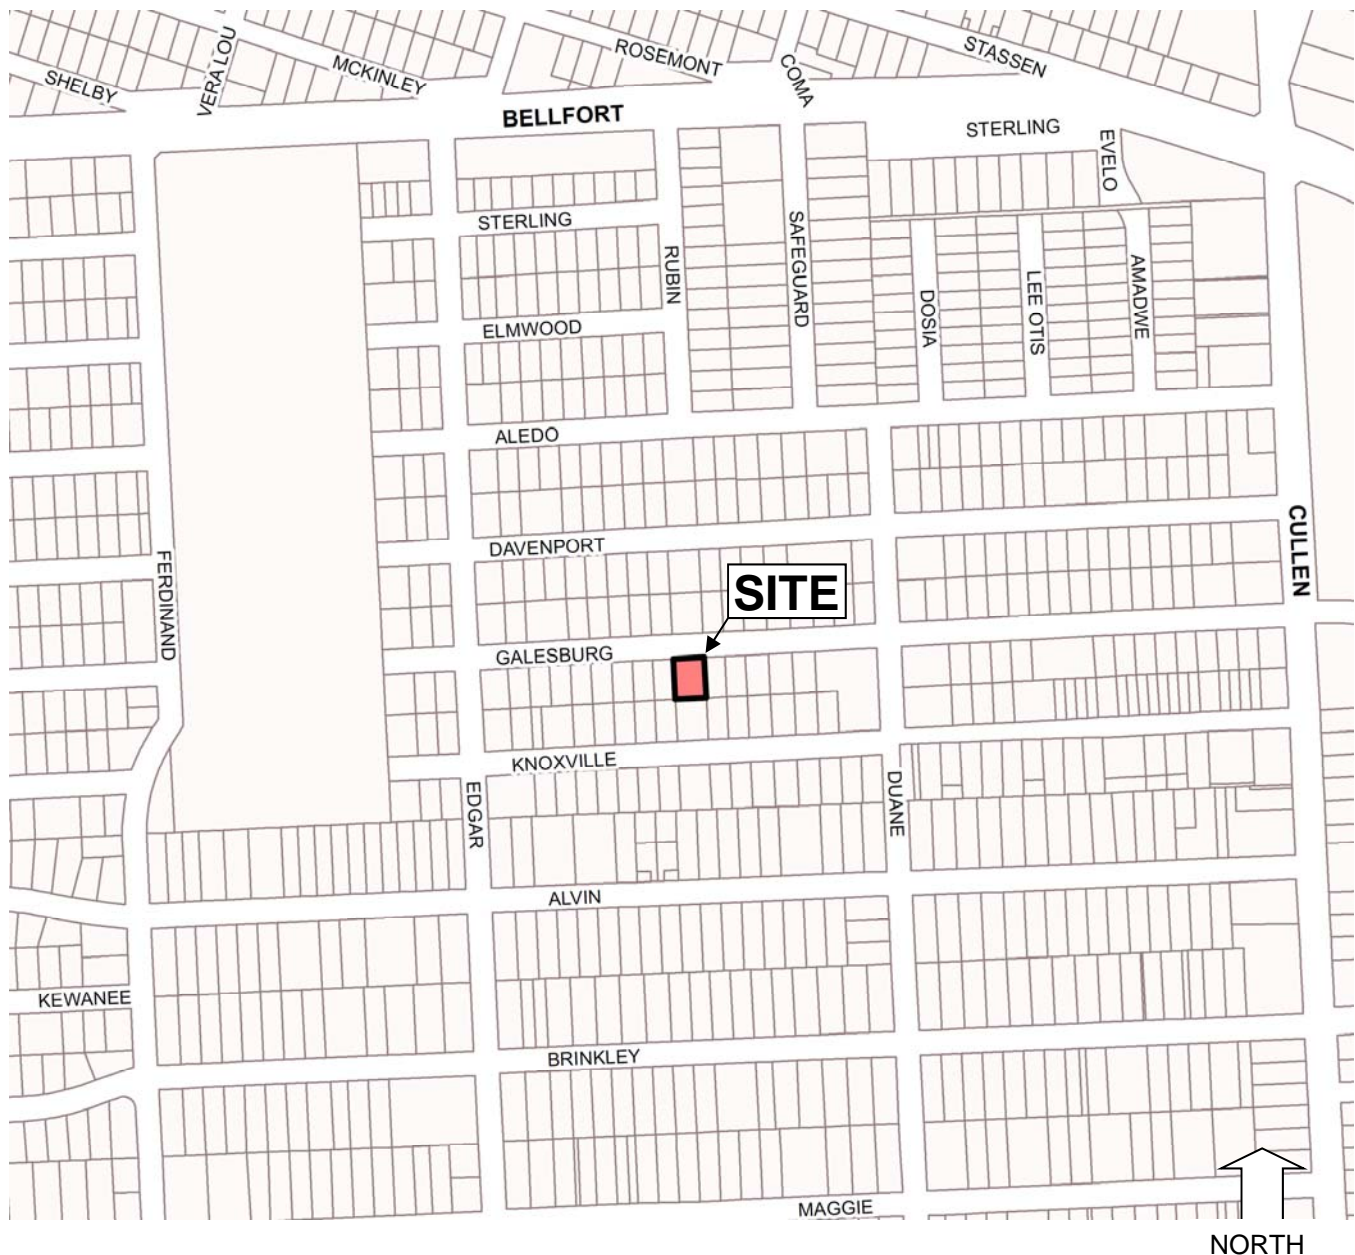 SHELBY
VERA LOU
MCKINLEY
ROSEMONT
COMA
STASSEN
BELLFORT
STERLING
EVELO
STERLING
RUBIN
SAFEGUARD
DOSIA
LEE OTIS
AMADWE
ELMWOOD
ALEDO
CULLEN
DAVENPORT
FERDINAND
SITE
GALESBURG
KNOXVILLE
EDGAR
DUANE
ALVIN
KEWANEE
BRINKLEY
MAGGIE
NORTH